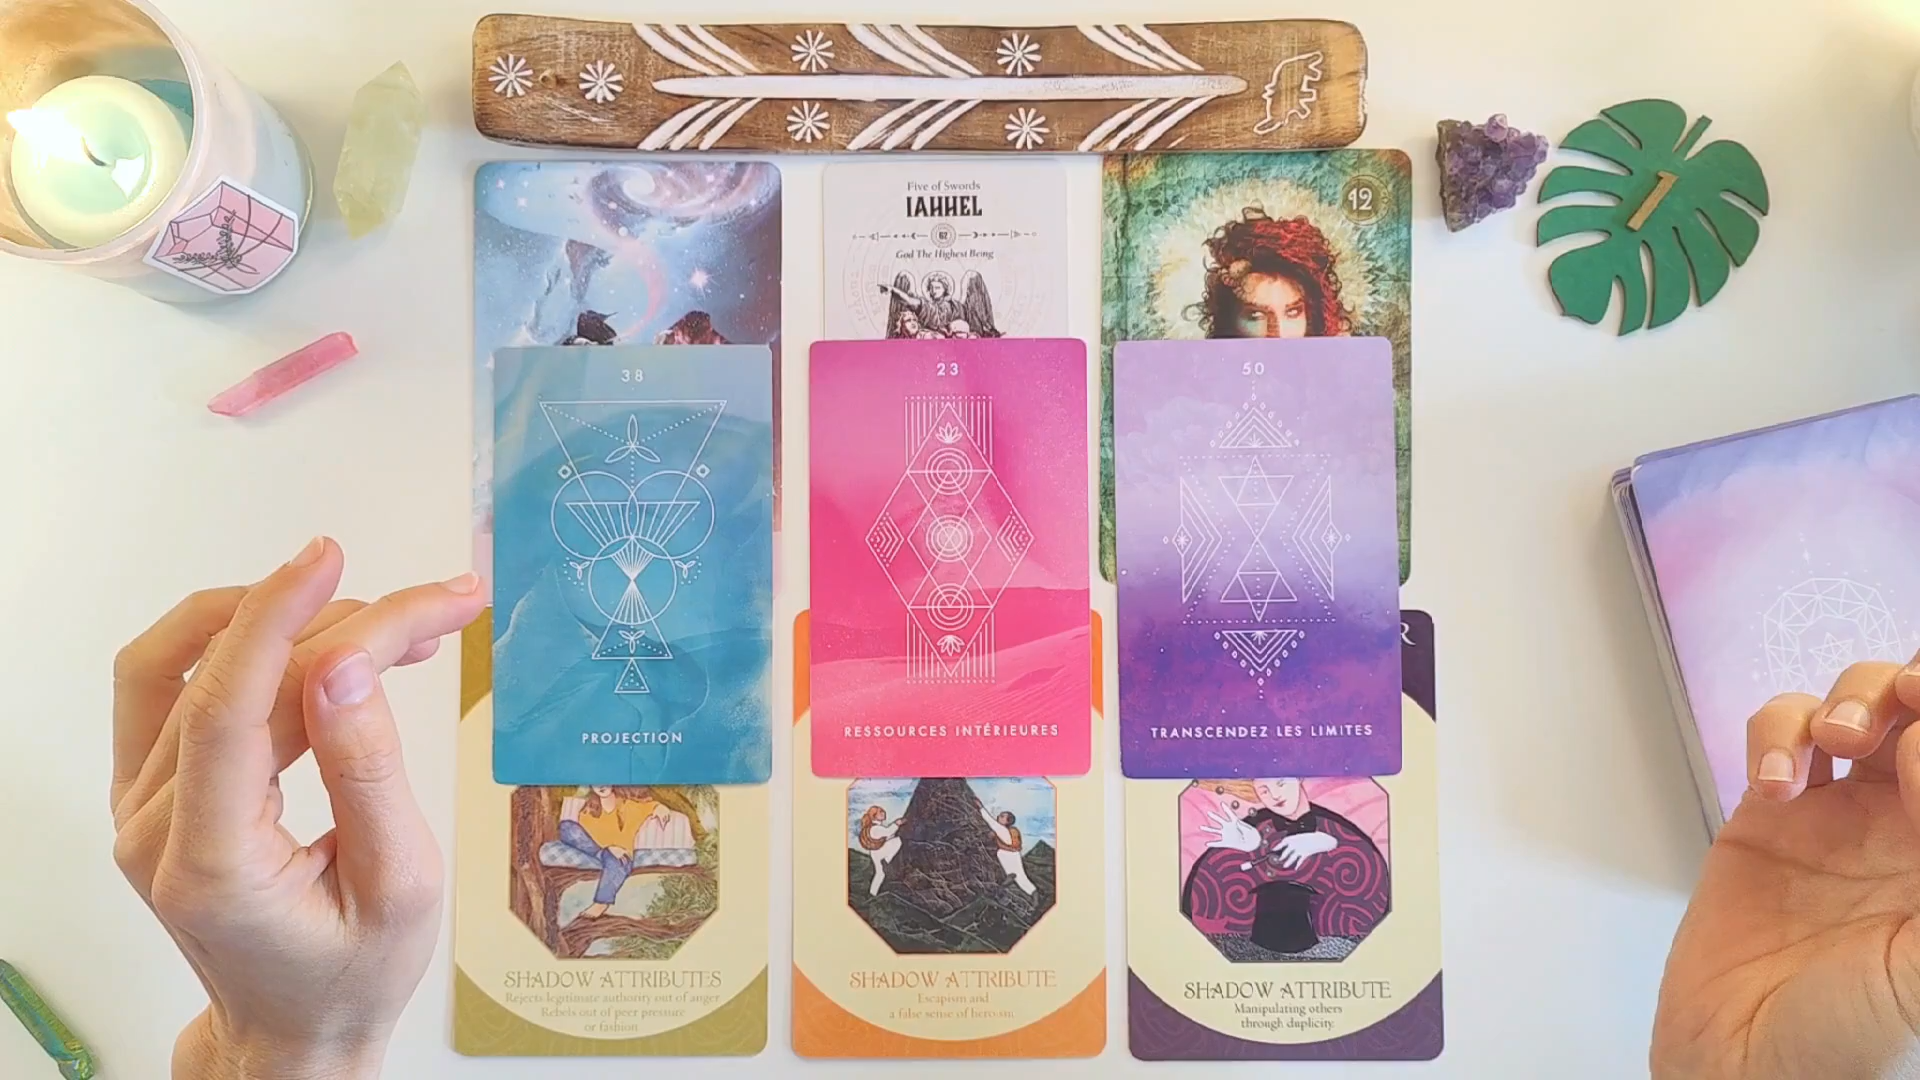 Five of Swords
IAHHEL
62
God The Highest Being
12
1
38
PROJECTION
23
RESSOURCES INTÉRIEURES
50
TRANSCENDEZ LES LIMITES
R
SHADOW ATTRIBUTES
Rejects legitimate authority out of anger
Rebels out of peer pressure
or fashion
SHADOW ATTRIBUTE
Escapism and
a false sense of heroism
SHADOW ATTRIBUTE
Manipulating others
through duplicity.